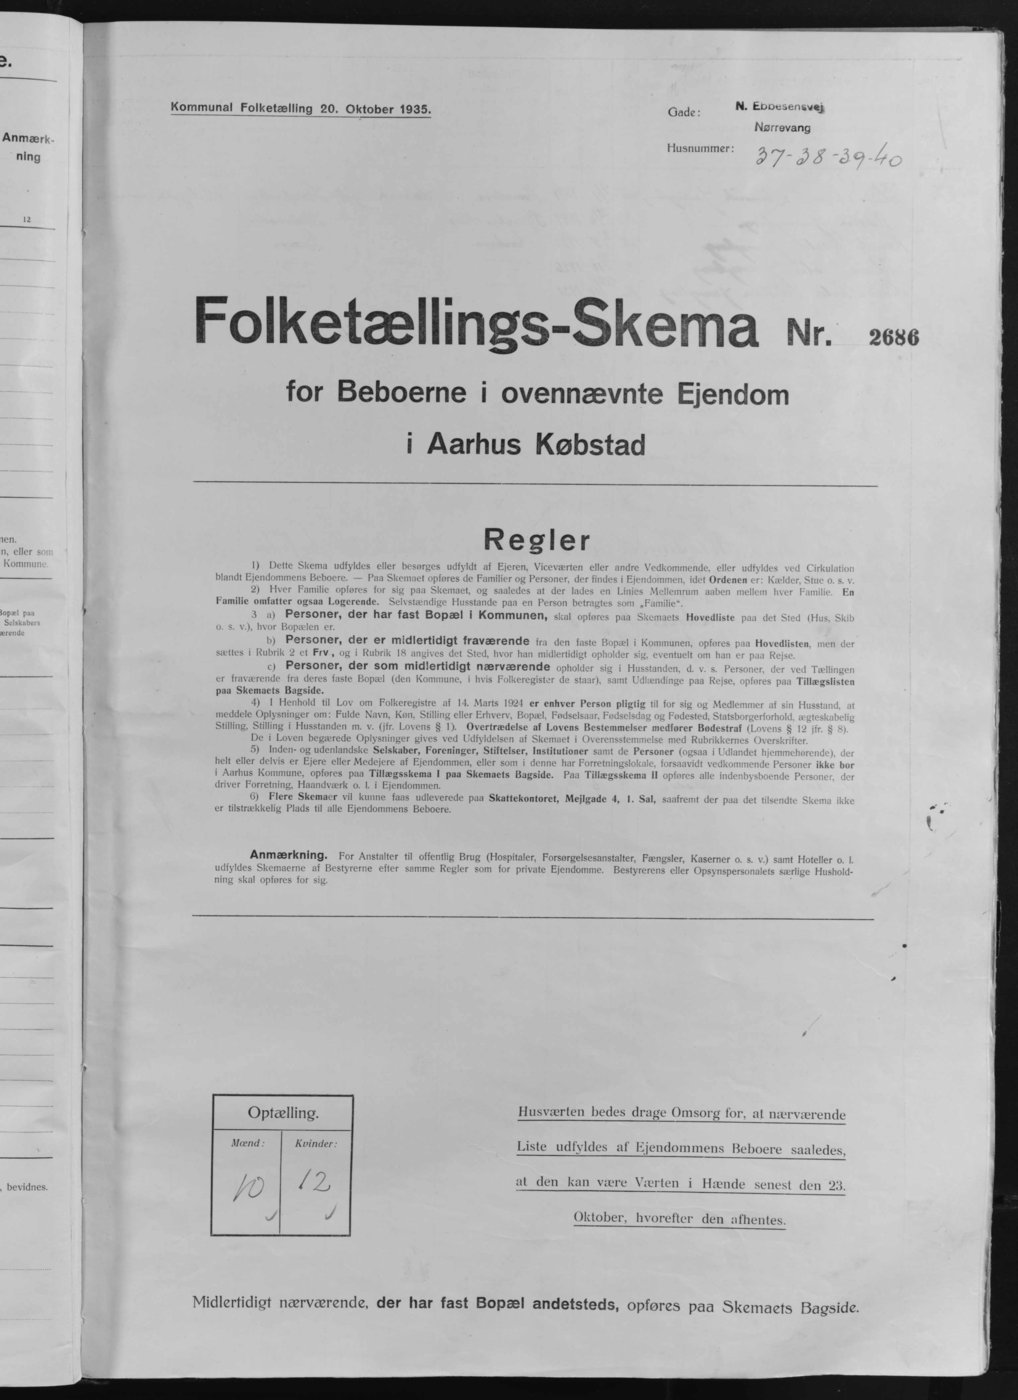 e.
Anmærk-
ning
12
n, eller som
Kommune.
Bopæl paa
Selskabers
ærende
, bevidnes.
Kommunal Folketælling 20. Oktober 1935.
Gade: N. Ebbesensvej
Nørrevang
Husnummer: 37-38-39-40
Folketællings-Skema Nr. 2686
for Beboerne i ovennævnte Ejendom
i Aarhus Købstad
Regler
1) Dette Skema udfyldes eller besørges udfyldt af Ejeren, Viceværten eller andre Vedkommende, eller udfyldes ved Cirkulation
blandt Ejendommens Beboere. — Paa Skemaet opføres de Familier og Personer, der findes i Ejendommen, idet Ordenen er: Kælder, Stue o. s. v.
2) Hver Familie opføres for sig paa Skemaet, og saaledes at der lades en Linies Mellemrum aaben mellem hver Familie. En
Familie omfatter ogsaa Logerende. Selvstændige Husstande paa en Person betragtes som „Familie“.
3 a) Personer, der har fast Bopæl i Kommunen, skal opføres paa Skemaets Hovedliste paa det Sted (Hus, Skib
o. s. v.), hvor Bopælen er.
b) Personer, der er midlertidigt fraværende fra den faste Bopæl i Kommunen, opføres paa Hovedlisten, men der
sættes i Rubrik 2 et Frv, og i Rubrik 18 angives det Sted, hvor han midlertidigt opholder sig, eventuelt om han er paa Rejse.
c) Personer, der som midlertidigt nærværende opholder sig i Husstanden, d. v. s. Personer, der ved Tællingen
er fraværende fra deres faste Bopæl (den Kommune, i hvis Folkeregister de staar), samt Udlændinge paa Rejse, opføres paa Tillægslisten
paa Skemaets Bagside.
4) I Henhold til Lov om Folkeregistre af 14. Marts 1924 er enhver Person pligtig til for sig og Medlemmer af sin Husstand, at
meddele Oplysninger om: Fulde Navn, Køn, Stilling eller Erhverv, Bopæl, Fødselsaar, Fødselsdag og Fødested, Statsborgerforhold, ægteskabelig
Stilling, Stilling i Husstanden m. v. (jfr. Lovens § 1). Overtrædelse af Lovens Bestemmelser medfører Bødestraf (Lovens § 12 jfr. § 8).
De i Loven begærede Oplysninger gives ved Udfyldelsen af Skemaet i Overensstemmelse med Rubrikkernes Overskrifter.
5) Inden- og udenlandske Selskaber, Foreninger, Stiftelser, Institutioner samt de Personer (ogsaa i Udlandet hjemmehørende), der
helt eller delvis er Ejere eller Medejere af Ejendommen, eller som i denne har Forretningslokale, forsaavidt vedkommende Personer ikke bor
i Aarhus Kommune, opføres paa Tillægsskema I paa Skemaets Bagside. Paa Tillægsskema II opføres alle indenbysboende Personer, der
driver Forretning, Haandværk o. l. i Ejendommen.
6) Flere Skemaer vil kunne faas udleverede paa Skattekontoret, Mejlgade 4, 1. Sal, saafremt der paa det tilsendte Skema ikke
er tilstrækkelig Plads til alle Ejendommens Beboere.
Anmærkning. For Anstalter til offentlig Brug (Hospitaler, Forsørgelsesanstalter, Fængsler, Kaserner o. s. v.) samt Hoteller o. l.
udfyldes Skemaerne af Bestyrerne efter samme Regler som for private Ejendomme. Bestyrerens eller Opsynspersonalets særlige Hushold-
ning skal opføres for sig.
Optælling.
Mænd: Kvinder:
10 12
Husværten bedes drage Omsorg for, at nærværende
Liste udfyldes af Ejendommens Beboere saaledes,
at den kan være Værten i Hænde senest den 23.
Oktober, hvorefter den afhentes.
Midlertidigt nærværende, der har fast Bopæl andetsteds, opføres paa Skemaets Bagside.